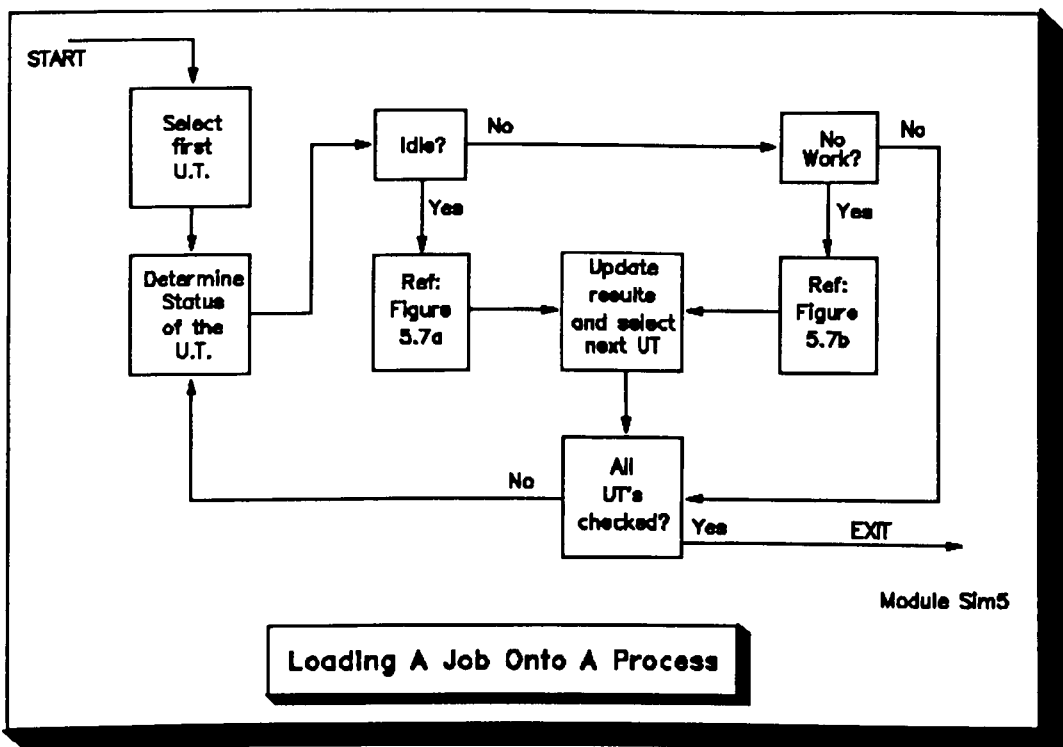 START
Select
first
U.T.
Determine
Status
of the
U.T.
Idle?
No
Yes
Ref:
Figure
5.7a
No
Work?
No
Yes
Ref:
Figure
5.7b
Update
results
and select
next UT
All
UT's
checked?
No
Yes
EXIT
Module Sim5
Loading A Job Onto A Process